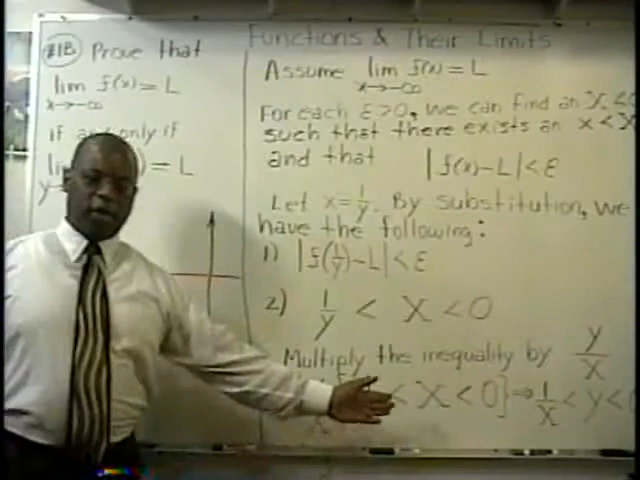 Functions & Their Limits
#1B Prove that
lim f(x) = L
x→-∞
if and only if
= L
y
Assume lim f(x) = L
x→-∞
For each ε>0, we can find an X<0
such that there exists an x<X
and that |f(x)-L|<ε
Let x=1/y. By substitution, we
have the following:
1) |f(1/y)-L|<ε
2) 1/y < X < 0
Multiply the inequality by y/X
< X < 0] ⇒ 1/X < y <